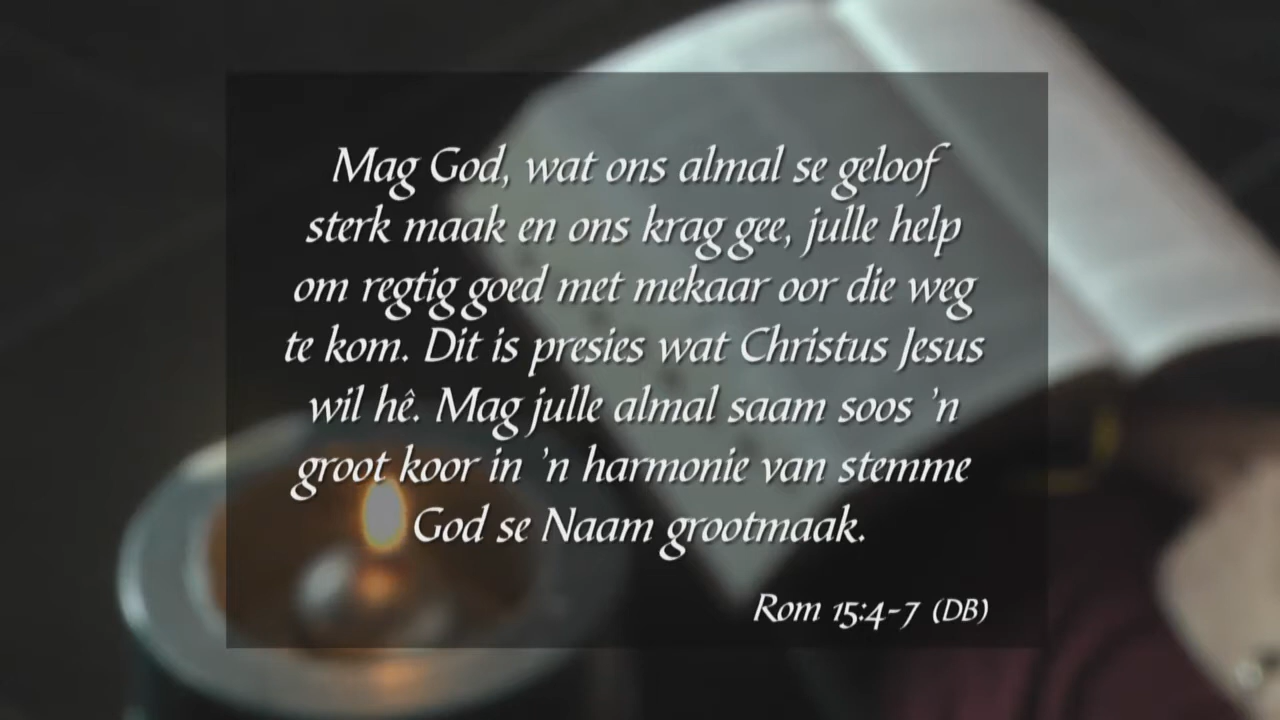 Mag God, wat ons almal se geloof
sterk maak en ons krag gee, julle help
om regtig goed met mekaar oor die weg
te kom. Dit is presies wat Christus Jesus
wil hê. Mag julle almal saam soos 'n
groot koor in 'n harmonie van stemme
God se Naam grootmaak.
Rom 15:4-7 (DB)